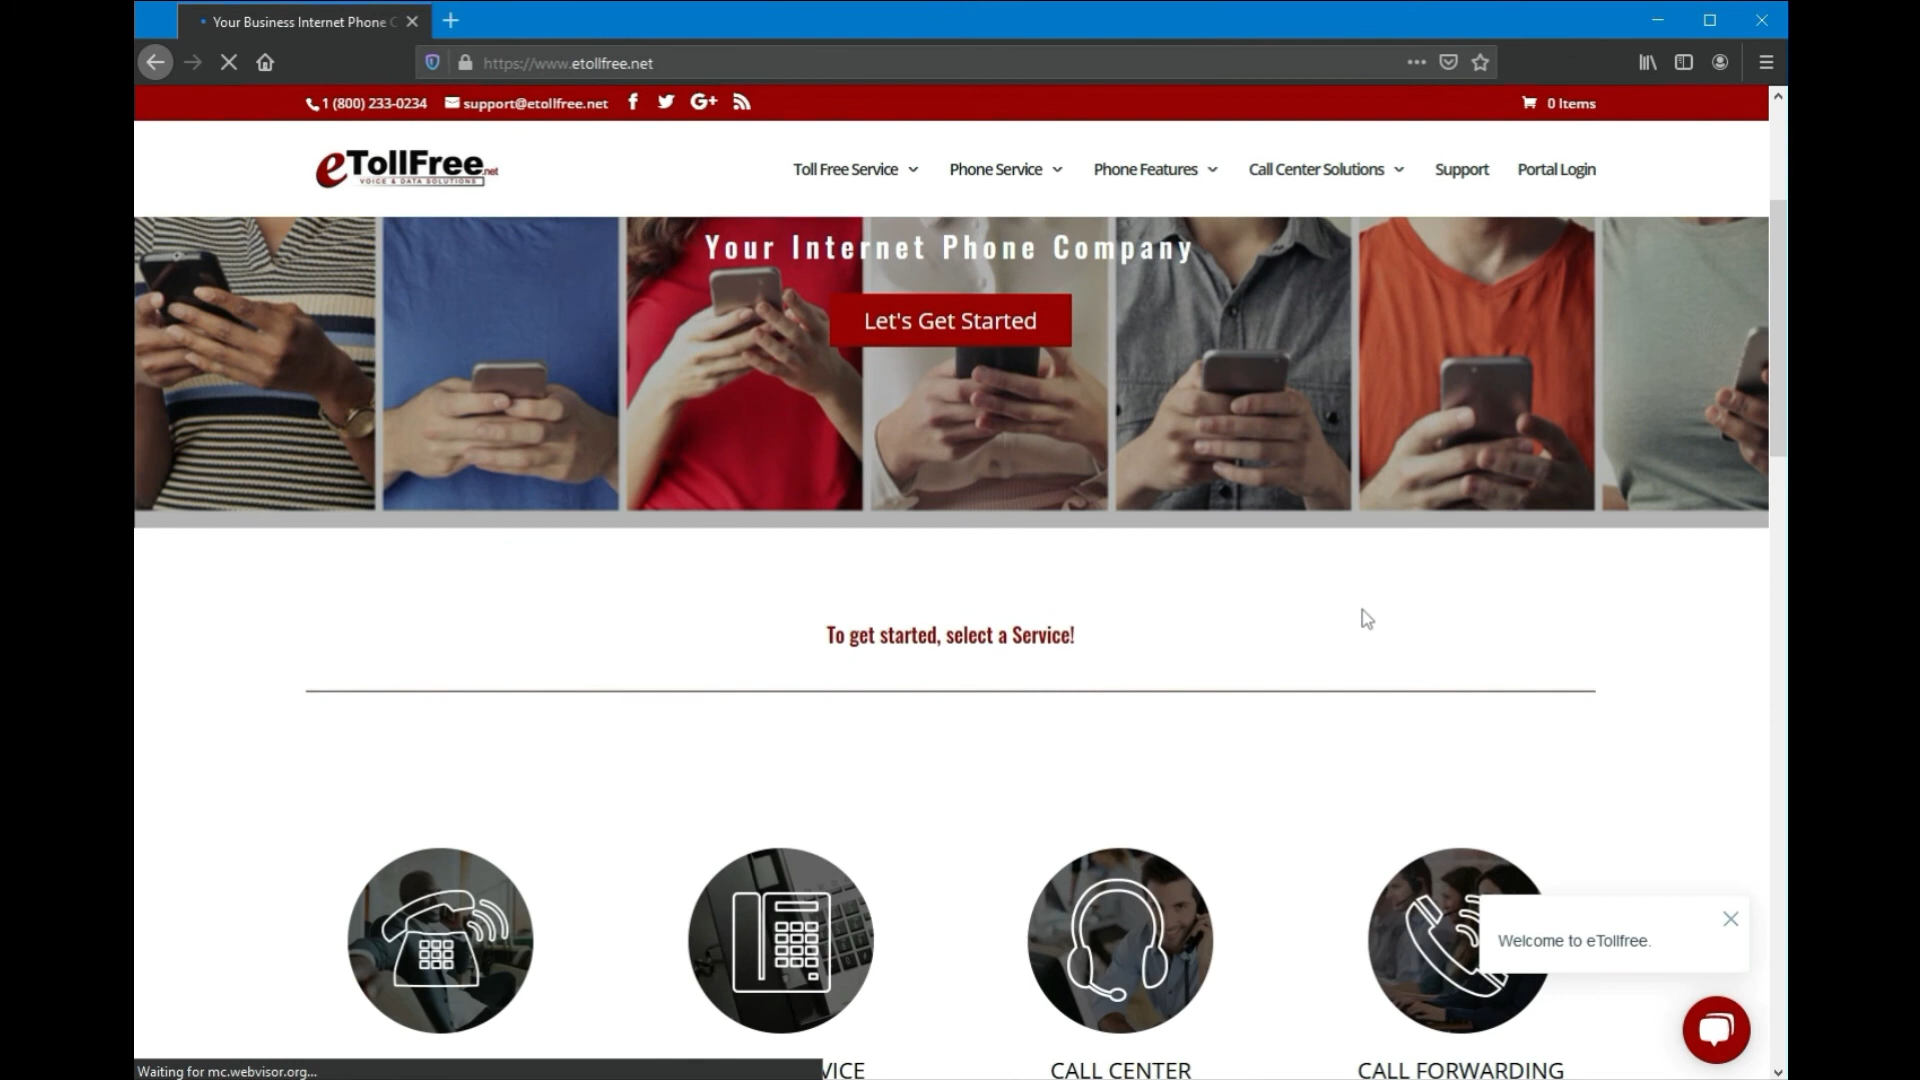 Your Business Internet Phone C
https://www.etollfree.net
1 (800) 233-0234 support@etollfree.net f G+ 0 Items
eTollFree.net
VOICE & DATA SOLUTIONS
Toll Free Service Phone Service Phone Features Call Center Solutions Support Portal Login
Your Internet Phone Company
Let's Get Started
To get started, select a Service!
Welcome to eTollfree.
VICE CALL CENTER CALL FORWARDING
Waiting for mc.webvisor.org...